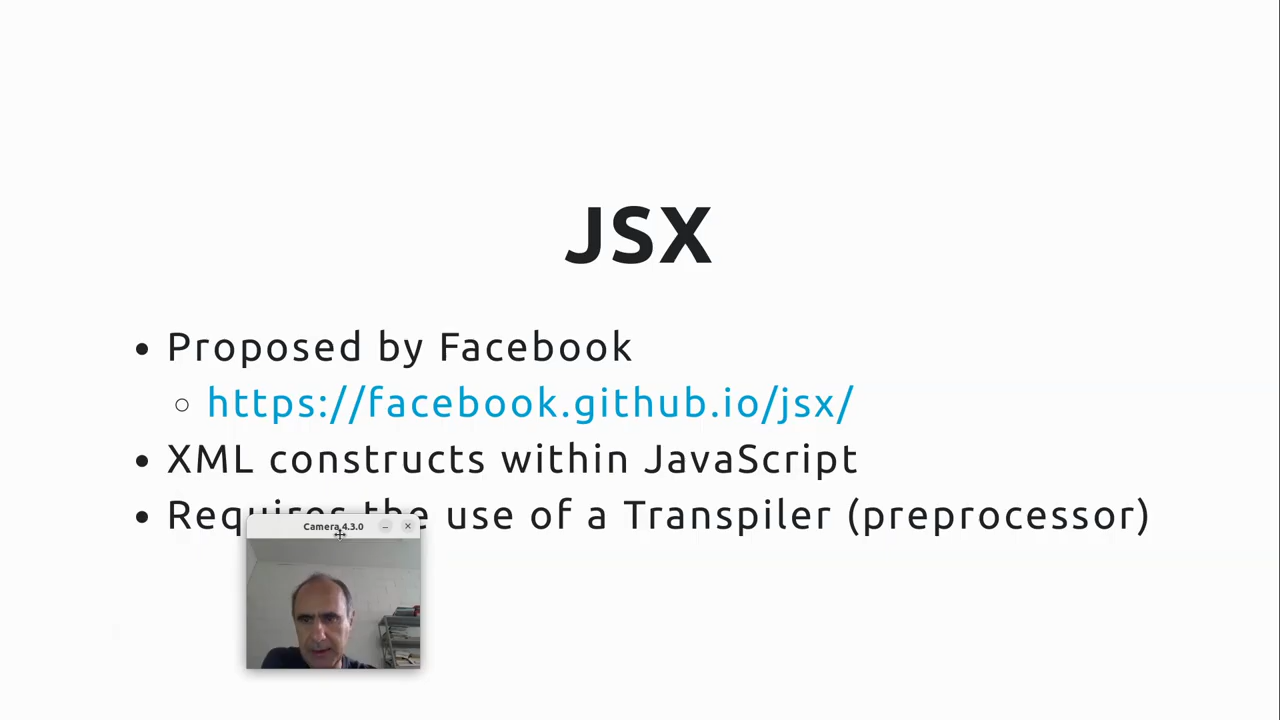 JSX
• Proposed by Facebook
◦ https://facebook.github.io/jsx/
• XML constructs within JavaScript
• Requires the use of a Transpiler (preprocessor)
Camera 4.3.0